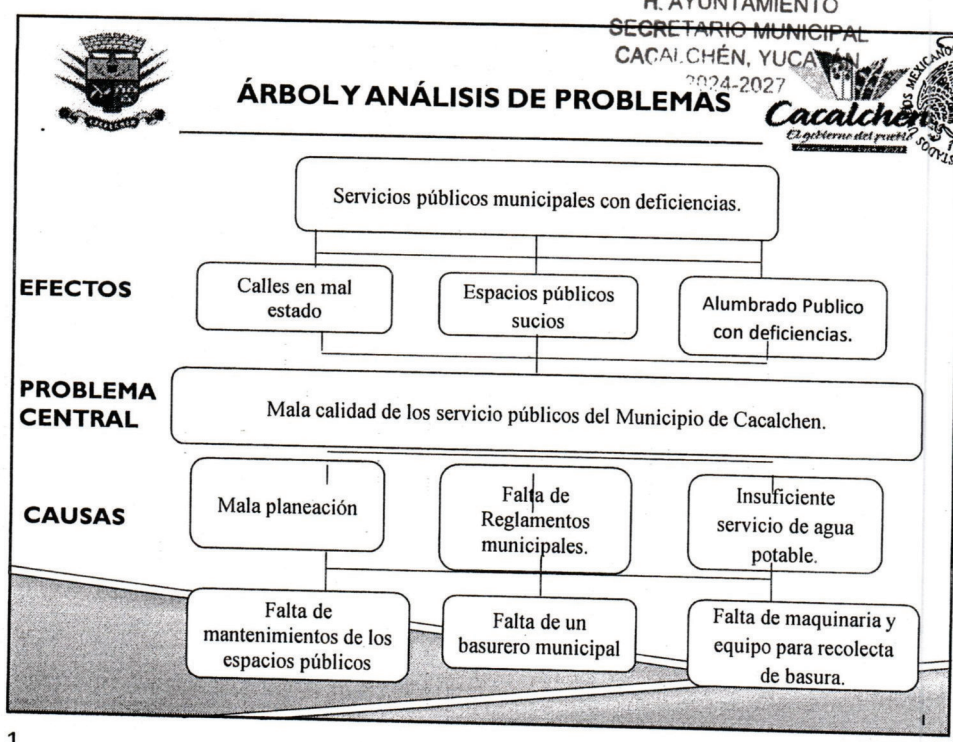 H. AYUNTAMIENTO
SECRETARIO MUNICIPAL
CACALCHÉN, YUCATÁN
2024-2027
ÁRBOL Y ANÁLISIS DE PROBLEMAS
Cacalchén
El gobierno del pueblo
Servicios públicos municipales con deficiencias.
EFECTOS
Calles en mal
estado
Espacios públicos
sucios
Alumbrado Publico
con deficiencias.
PROBLEMA
CENTRAL
Mala calidad de los servicio públicos del Municipio de Cacalchen.
CAUSAS
Mala planeación
Falta de
Reglamentos
municipales.
Insuficiente
servicio de agua
potable.
Falta de
mantenimientos de los
espacios públicos
Falta de un
basurero municipal
Falta de maquinaria y
equipo para recolecta
de basura.
1
1